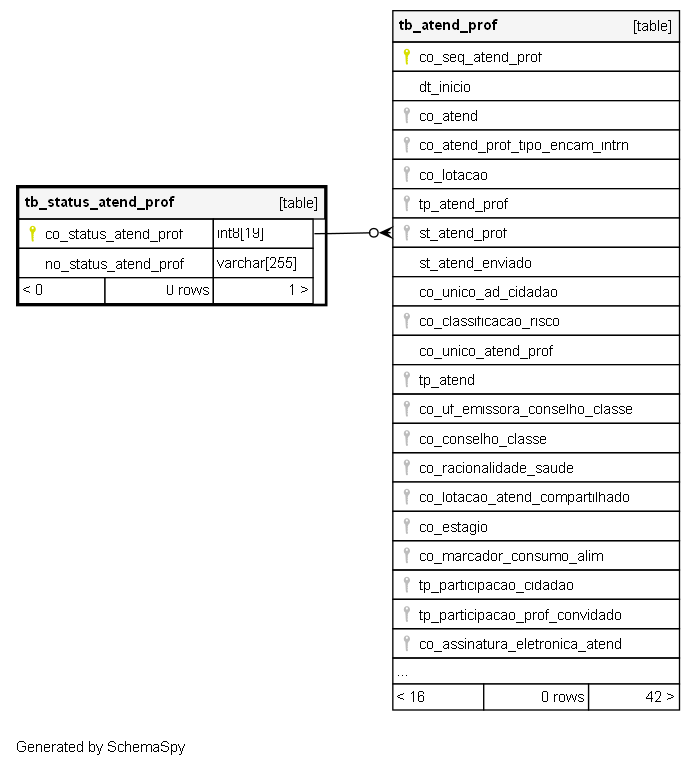 tb_status_atend_prof [table]
co_status_atend_prof int8[19]
no_status_atend_prof varchar[255]
< 0 0 rows 1 >
tb_atend_prof [table]
co_seq_atend_prof
dt_inicio
co_atend
co_atend_prof_tipo_encam_intrn
co_lotacao
tp_atend_prof
st_atend_prof
st_atend_enviado
co_unico_ad_cidadao
co_classificacao_risco
co_unico_atend_prof
tp_atend
co_uf_emissora_conselho_classe
co_conselho_classe
co_racionalidade_saude
co_lotacao_atend_compartilhado
co_estagio
co_marcador_consumo_alim
tp_participacao_cidadao
tp_participacao_prof_convidado
co_assinatura_eletronica_atend
...
< 16 0 rows 42 >
Generated by SchemaSpy